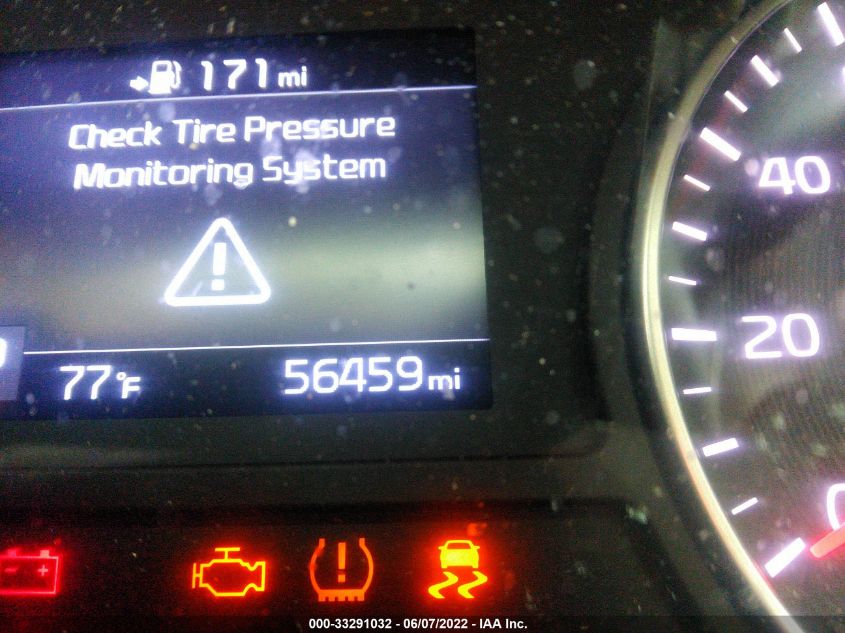 171 mi
Check Tire Pressure
Monitoring System
77°F 56459 mi
40
20
0
000-33291032 - 06/07/2022 - IAA Inc.